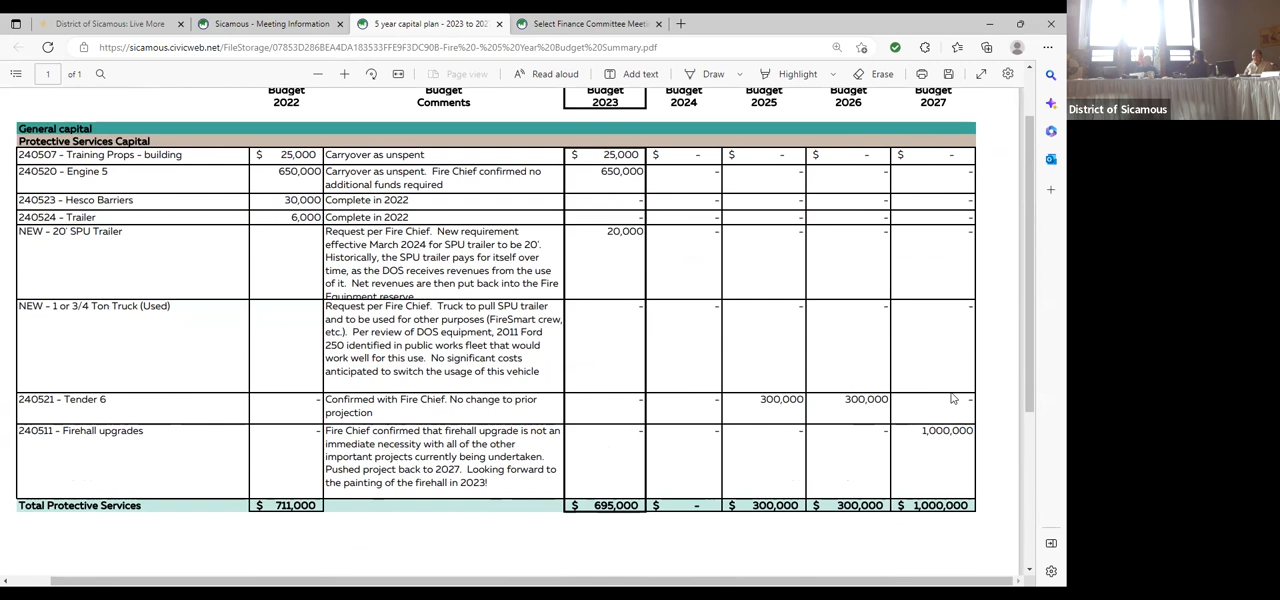 District of Sicamous: Live More
Sicamous - Meeting Information
5 year capital plan - 2023 to 202
Select Finance Committee Meeti
https://sicamous.civicweb.net/FileStorage/07853D286BEA4DA183533FFE9F3DC90B-Fire%20-%205%20Year%20Budget%20Summary.pdf
1 of 1 Page view Read aloud Add text Draw Highlight Erase
District of Sicamous
Budget 2022 Budget Comments Budget 2023 Budget 2024 Budget 2025 Budget 2026 Budget 2027
General capital
Protective Services Capital
240507 - Training Props - building $ 25,000 Carryover as unspent $ 25,000 $ - $ - $ - $ -
240520 - Engine 5 650,000 Carryover as unspent. Fire Chief confirmed no 650,000 - - - -
additional funds required
240523 - Hesco Barriers 30,000 Complete in 2022 - - - - -
240524 - Trailer 6,000 Complete in 2022 - - - - -
NEW - 20' SPU Trailer Request per Fire Chief. New requirement 20,000 - - - -
effective March 2024 for SPU trailer to be 20'.
Historically, the SPU trailer pays for itself over
time, as the DOS receives revenues from the use
of it. Net revenues are then put back into the Fire
Equipment reserve
NEW - 1 or 3/4 Ton Truck (Used) Request per Fire Chief. Truck to pull SPU trailer - - - - -
and to be used for other purposes (FireSmart crew,
etc.). Per review of DOS equipment, 2011 Ford
250 identified in public works fleet that would
work well for this use. No significant costs
anticipated to switch the usage of this vehicle
240521 - Tender 6 - Confirmed with Fire Chief. No change to prior - - 300,000 300,000 -
projection
240511 - Firehall upgrades - Fire Chief confirmed that firehall upgrade is not an - - - - 1,000,000
immediate necessity with all of the other
important projects currently being undertaken.
Pushed project back to 2027. Looking forward to
the painting of the firehall in 2023!
Total Protective Services $ 711,000 $ 695,000 $ - $ 300,000 $ 300,000 $ 1,000,000